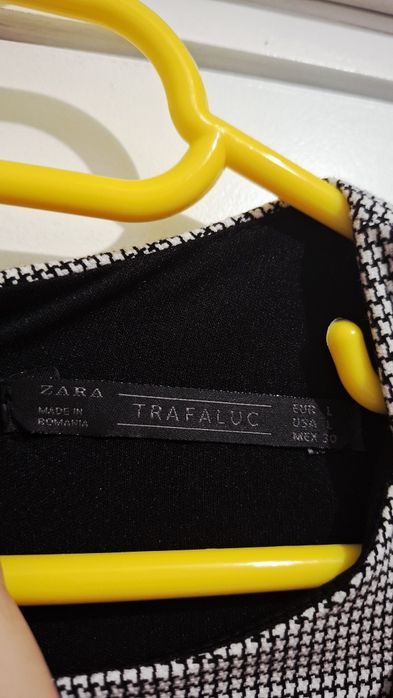 ZARA
MADE IN
ROMANIA
TRAFALUC
EUR L
USA L
MEX 30